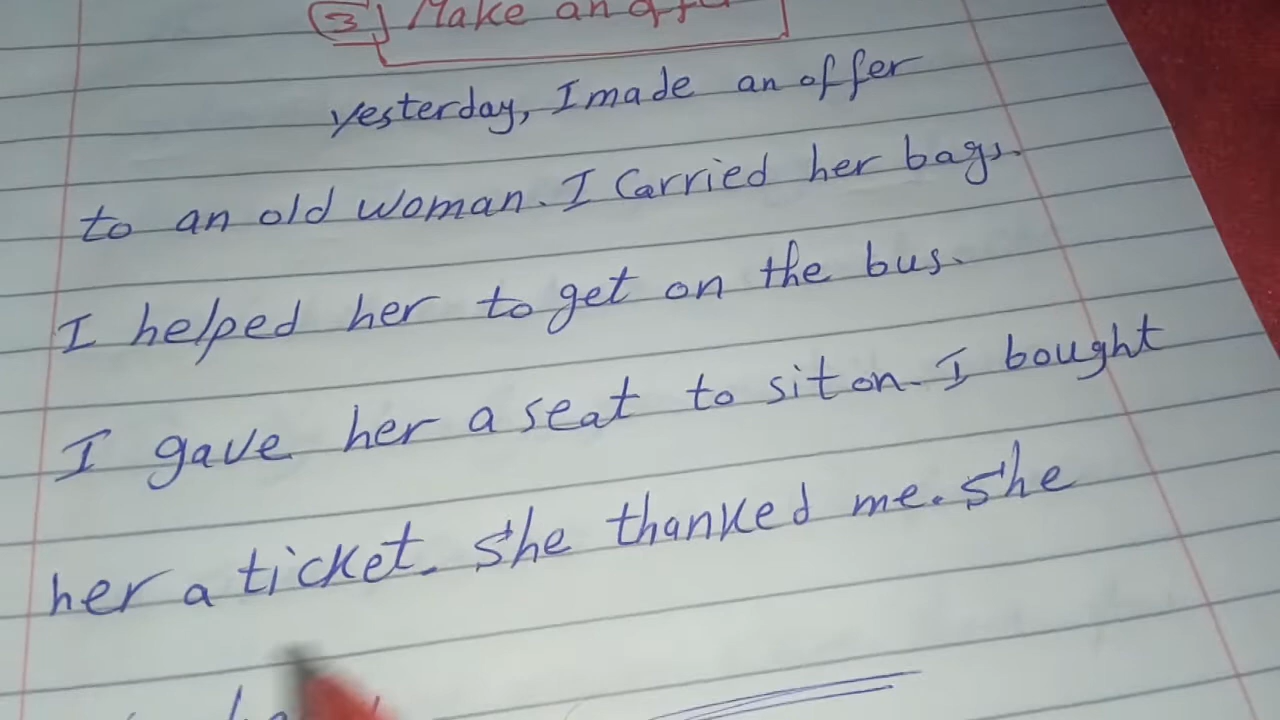 3 Make an offer
yesterday, I made an offer
to an old woman. I Carried her bags.
I helped her to get on the bus.
I gave her a seat to sit on. I bought
her a ticket. She thanked me. She